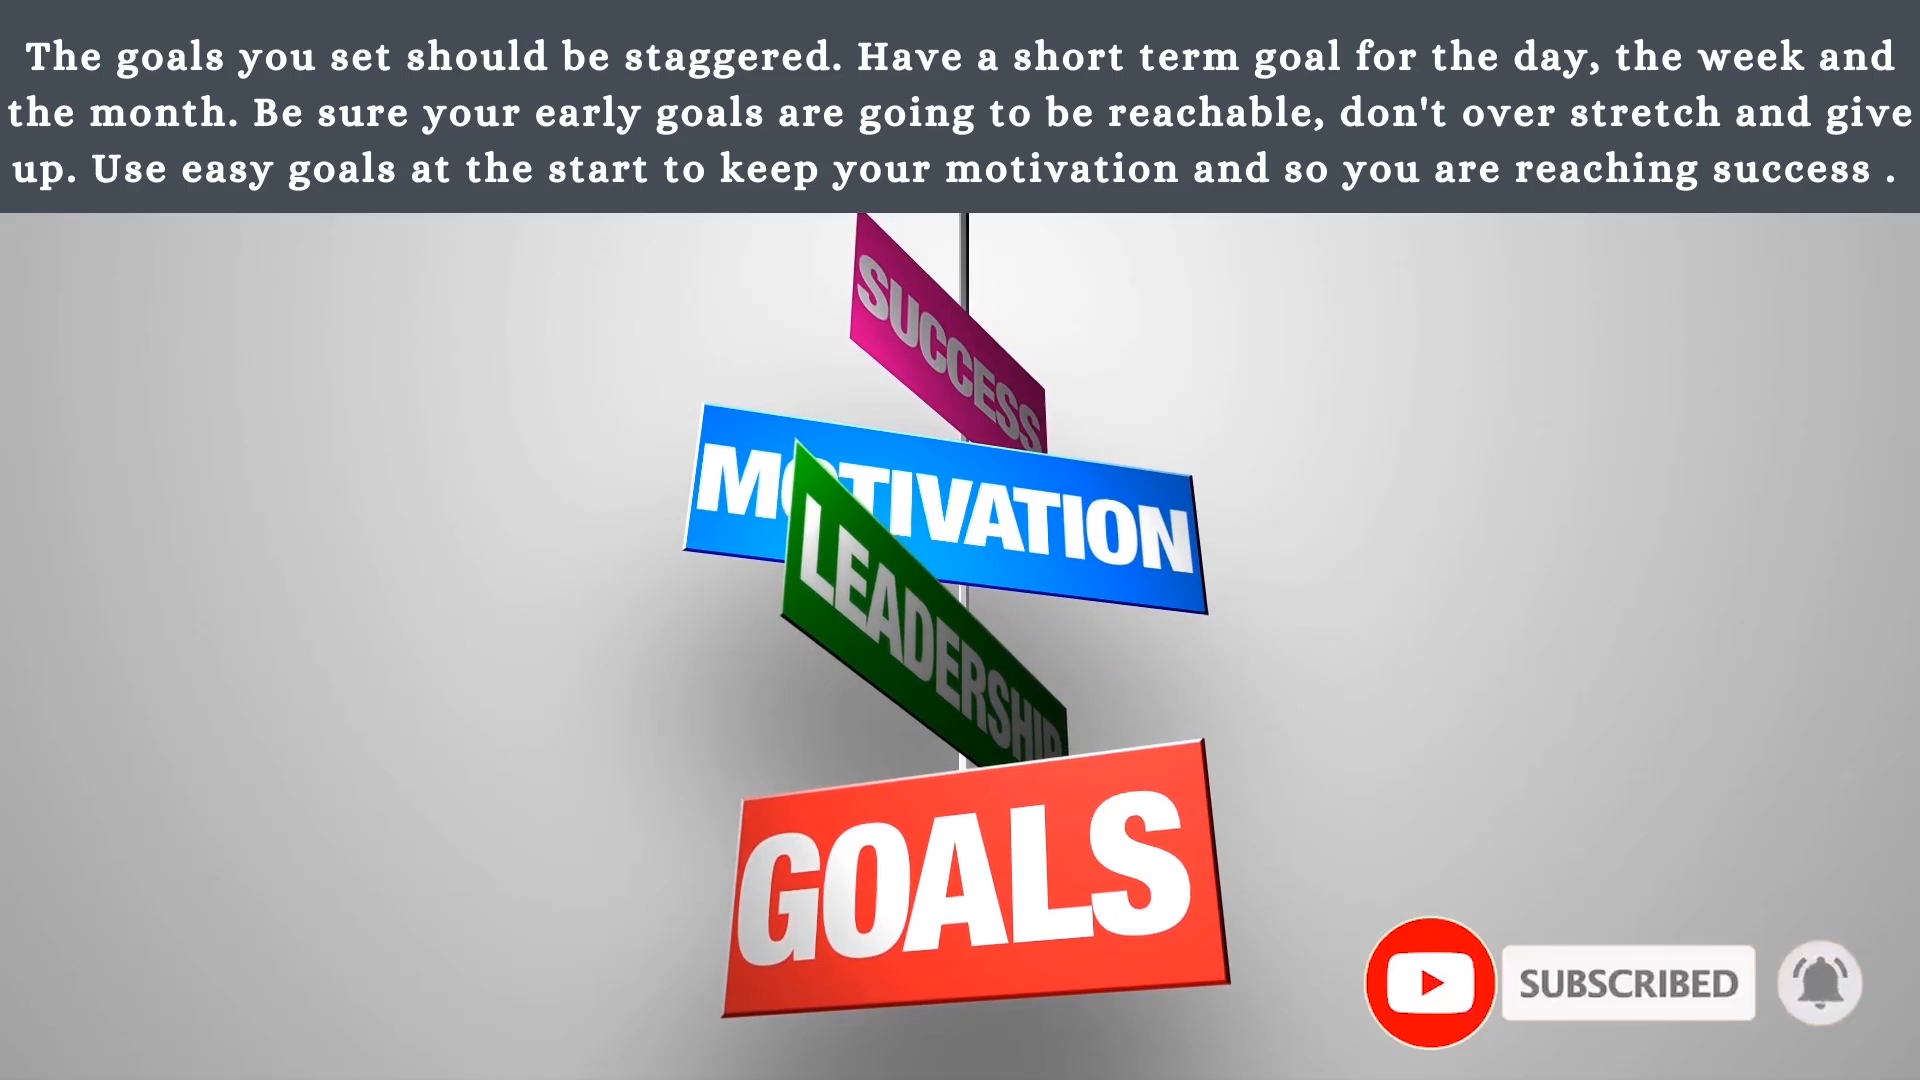 The goals you set should be staggered. Have a short term goal for the day, the week and
the month. Be sure your early goals are going to be reachable, don't over stretch and give
up. Use easy goals at the start to keep your motivation and so you are reaching success .
SUCCESS
MOTIVATION
LEADERSHIP
GOALS
SUBSCRIBED